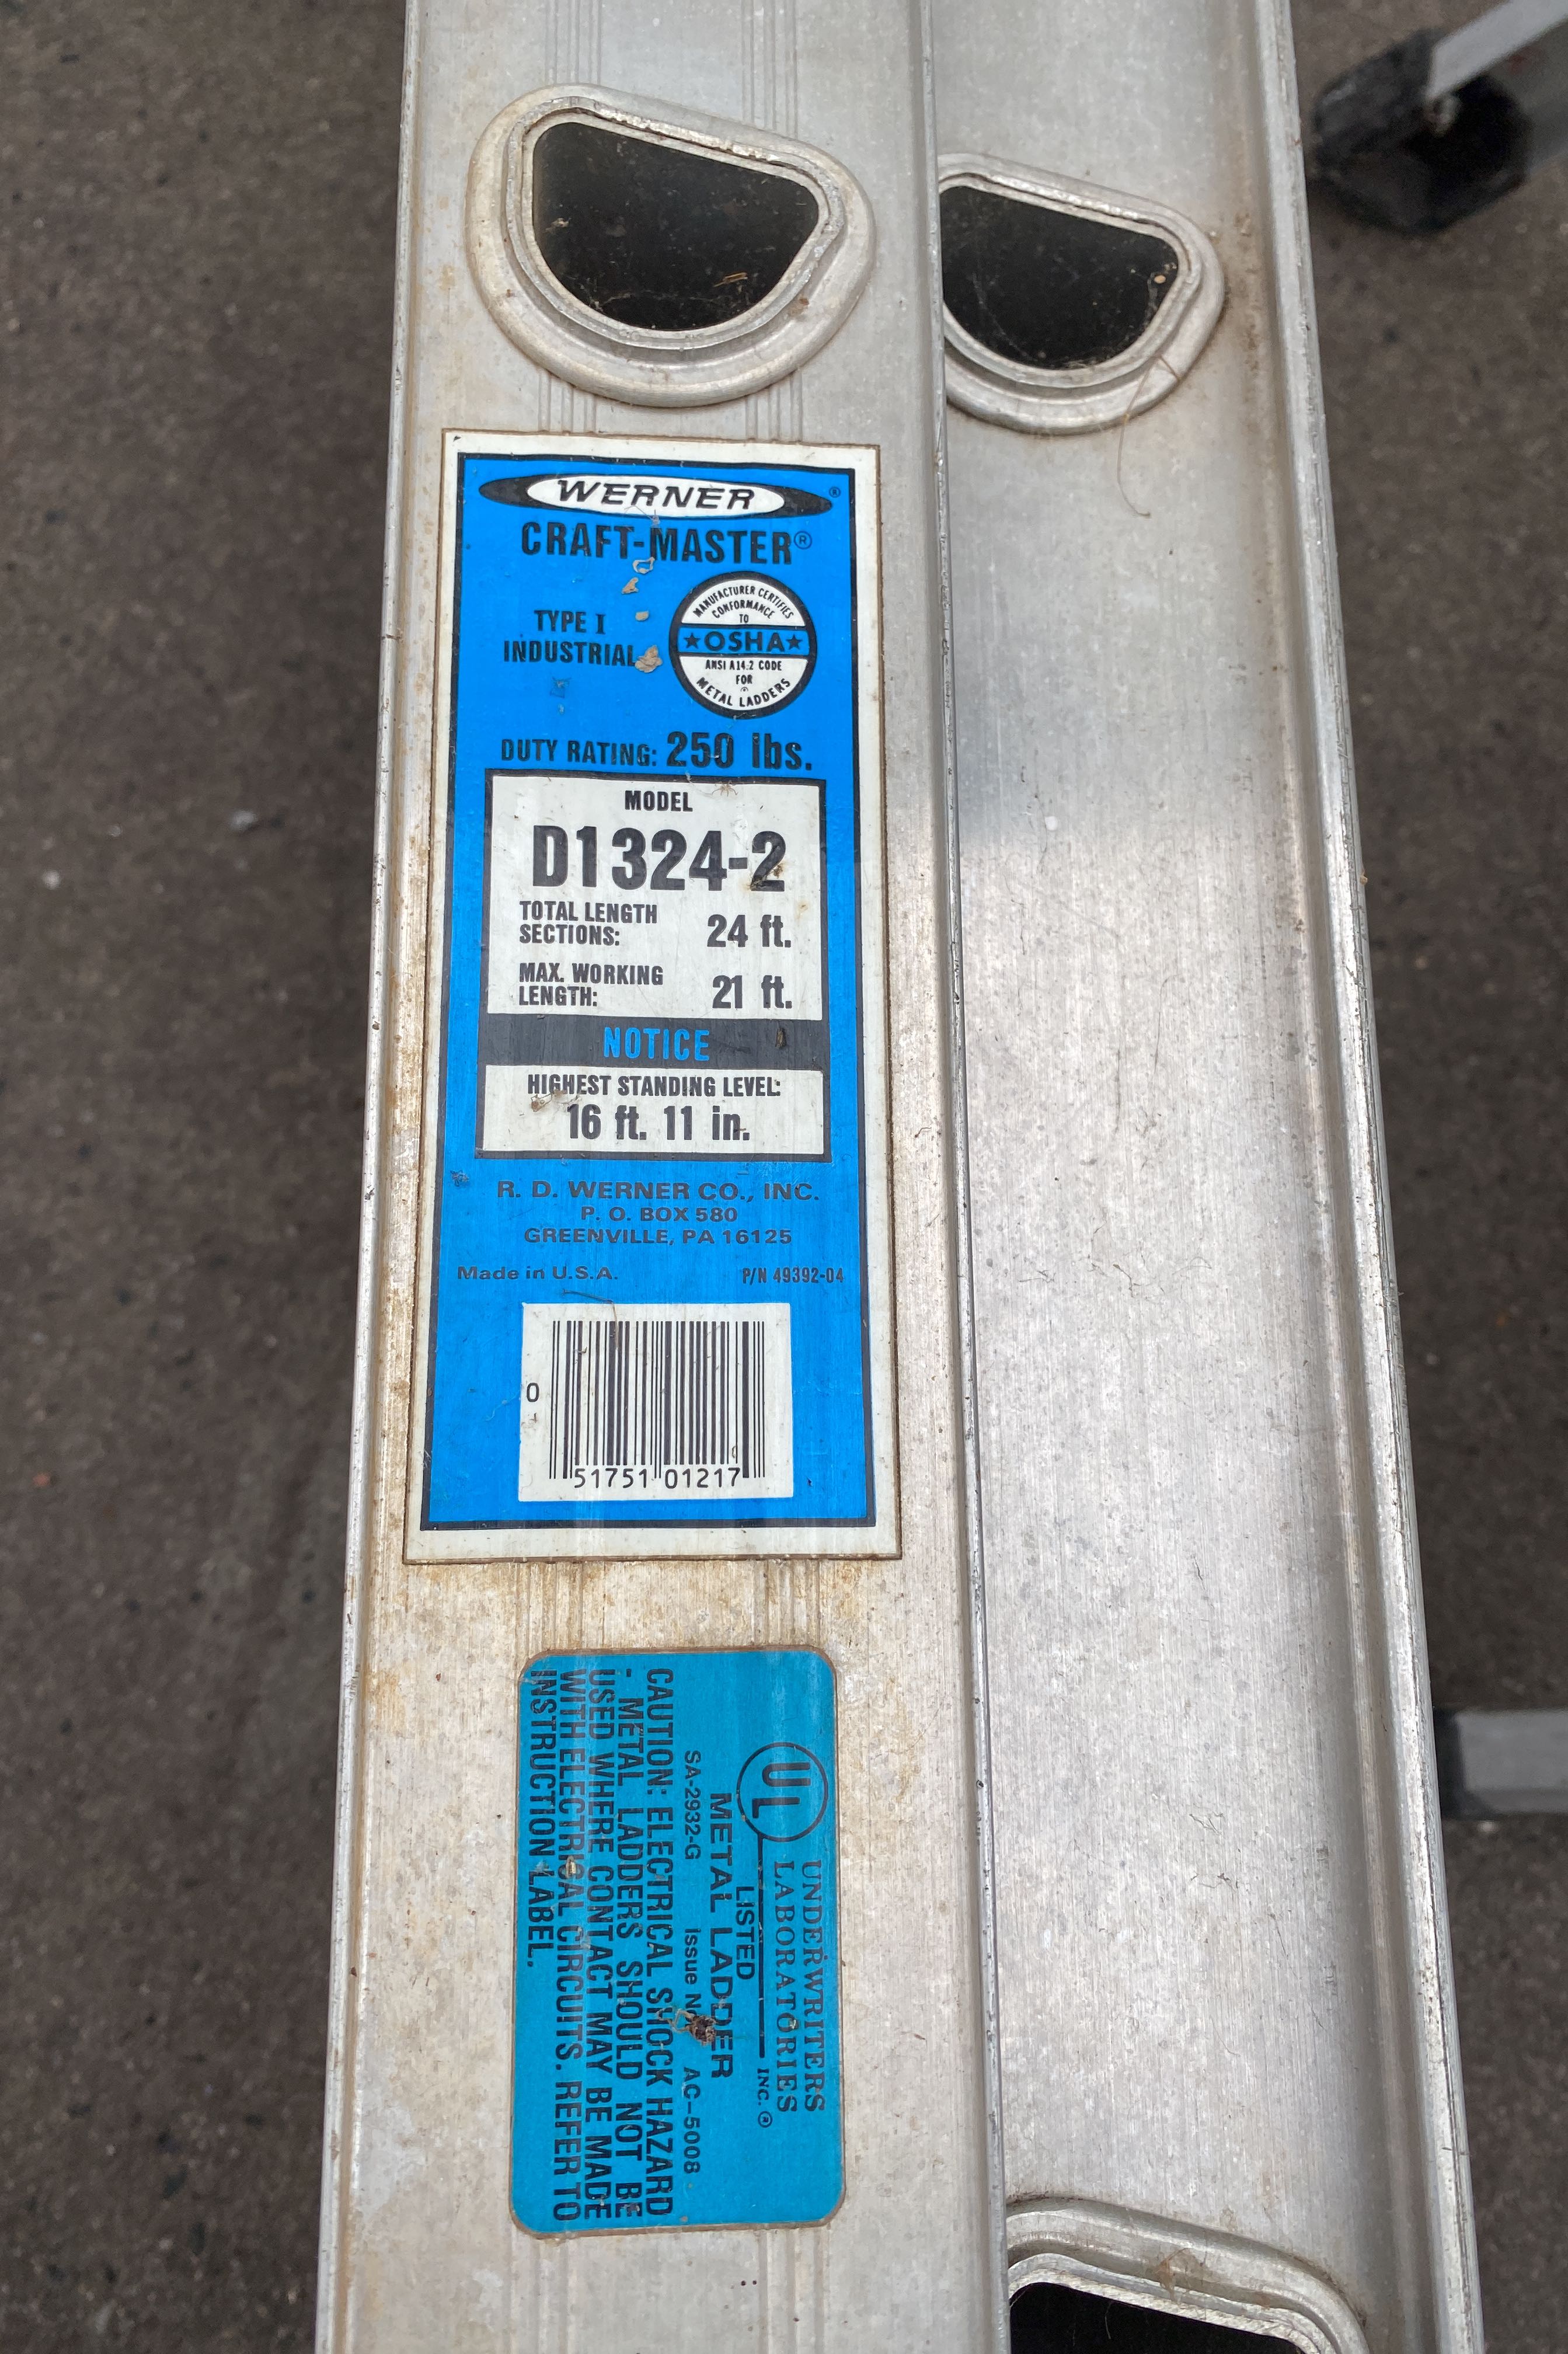 WERNER®
CRAFT-MASTER®
TYPE I
INDUSTRIAL
MANUFACTURER CERTIFIES
CONFORMANCE
TO
★OSHA★
ANSI A14.2 CODE
FOR
METAL LADDERS
DUTY RATING: 250 lbs.
MODEL
D1324-2
TOTAL LENGTH
SECTIONS: 24 ft.
MAX. WORKING
LENGTH: 21 ft.
NOTICE
HIGHEST STANDING LEVEL:
16 ft. 11 in.
R. D. WERNER CO., INC.
P. O. BOX 580
GREENVILLE, PA 16125
Made in U.S.A. P/N 49392-04
0 51751 01217
UL UNDERWRITERS
LABORATORIES INC.®
LISTED
METAL LADDER
SA-2932-G Issue AC-5008
CAUTION: ELECTRICAL SHOCK HAZARD
- METAL LADDERS SHOULD NOT BE
USED WHERE CONTACT MAY BE MADE
WITH ELECTRICAL CIRCUITS. REFER TO
INSTRUCTION LABEL.